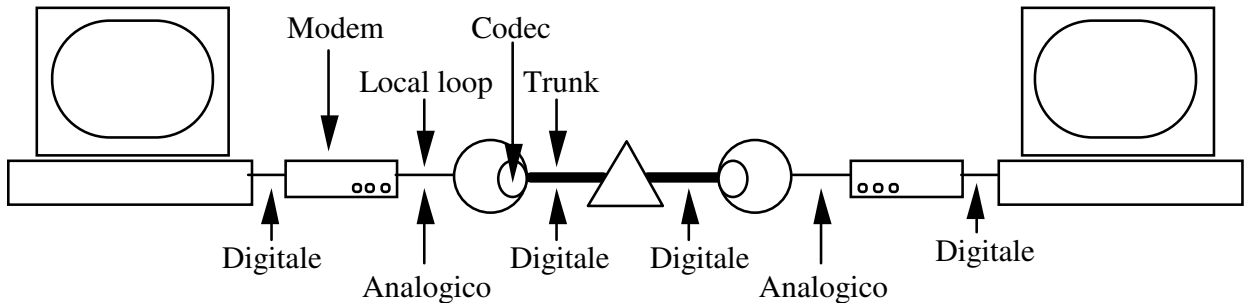 Modem
Codec
Local loop
Trunk
Digitale
Analogico
Digitale
Digitale
Analogico
Digitale